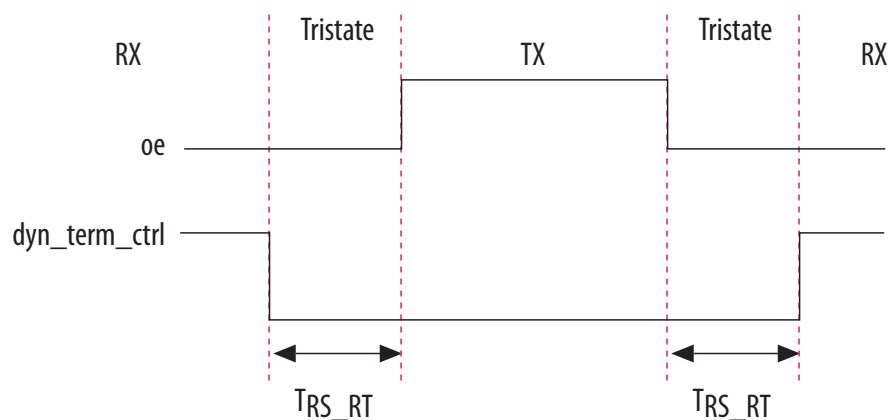 Tristate
Tristate
RX
TX
RX
oe
dyn_term_ctrl
TRS_RT
TRS_RT